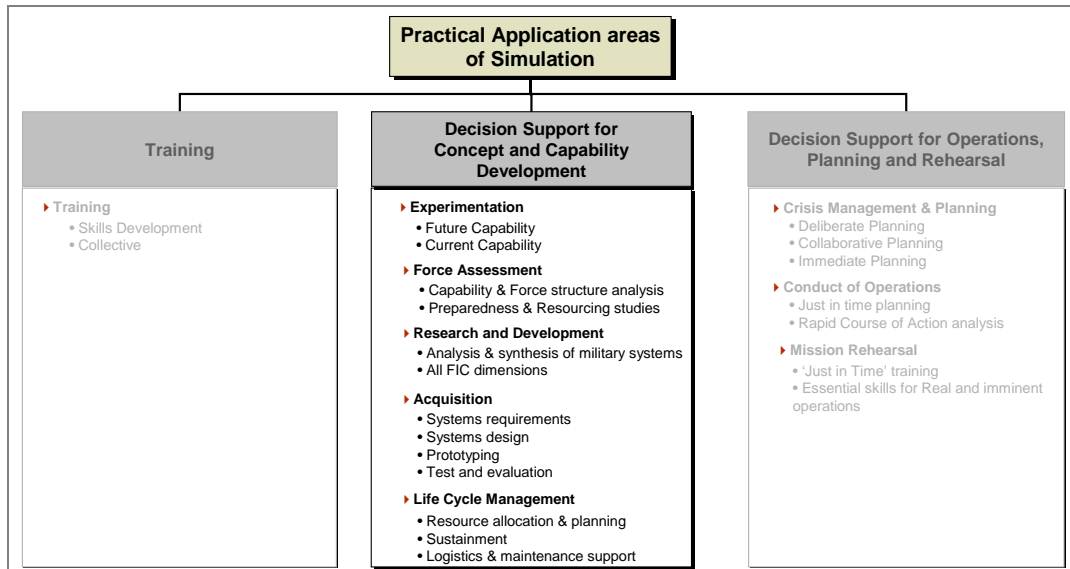 Practical Application areas
of Simulation
Training
▸ Training
• Skills Development
• Collective
Decision Support for
Concept and Capability
Development
▸ Experimentation
• Future Capability
• Current Capability
▸ Force Assessment
• Capability & Force structure analysis
• Preparedness & Resourcing studies
▸ Research and Development
• Analysis & synthesis of military systems
• All FIC dimensions
▸ Acquisition
• Systems requirements
• Systems design
• Prototyping
• Test and evaluation
▸ Life Cycle Management
• Resource allocation & planning
• Sustainment
• Logistics & maintenance support
Decision Support for Operations,
Planning and Rehearsal
▸ Crisis Management & Planning
• Deliberate Planning
• Collaborative Planning
• Immediate Planning
▸ Conduct of Operations
• Just in time planning
• Rapid Course of Action analysis
▸ Mission Rehearsal
• ‘Just in Time’ training
• Essential skills for Real and imminent
operations